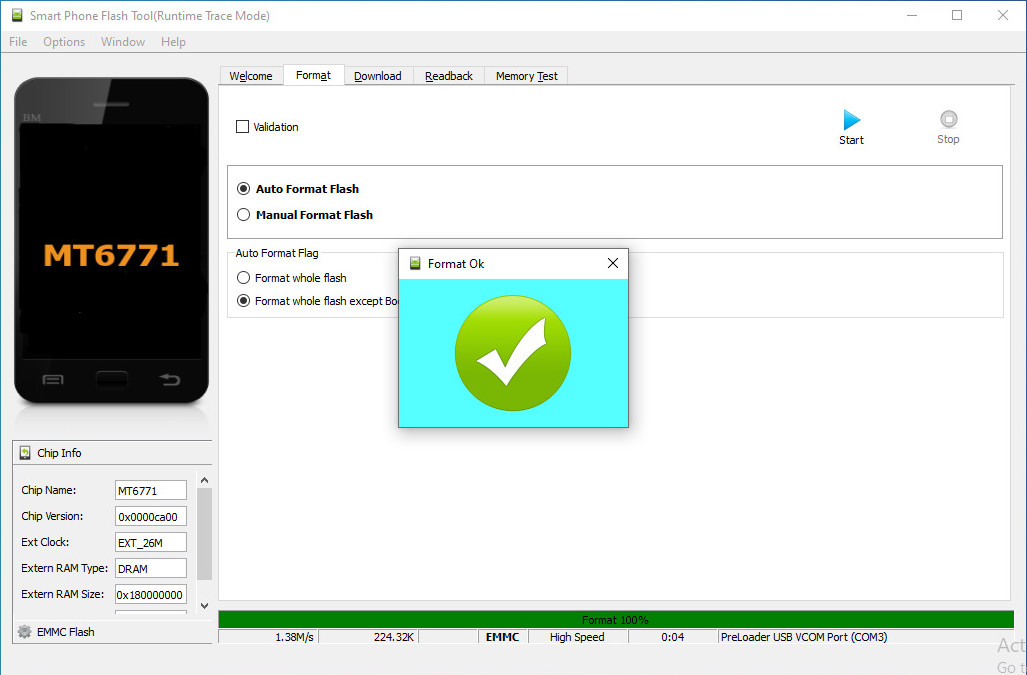 Smart Phone Flash Tool(Runtime Trace Mode)
File Options Window Help
Welcome Format Download Readback Memory Test
BM
Validation
Start
Stop
Auto Format Flash
Manual Format Flash
MT6771
Auto Format Flag
Format whole flash
Format whole flash except Bo
Format Ok
Chip Info
Chip Name: MT6771
Chip Version: 0x0000ca00
Ext Clock: EXT_26M
Extern RAM Type: DRAM
Extern RAM Size: 0x180000000
EMMC Flash
Format 100%
1.38M/s 224.32K EMMC High Speed 0:04 PreLoader USB VCOM Port (COM3)
Act
Go t